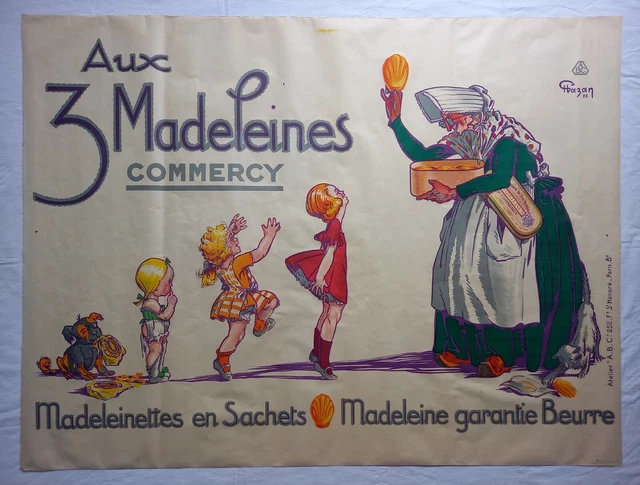 Aux
3 Madeleines
COMMERCY
Madeleinettes en Sachets Madeleine garantie Beurre